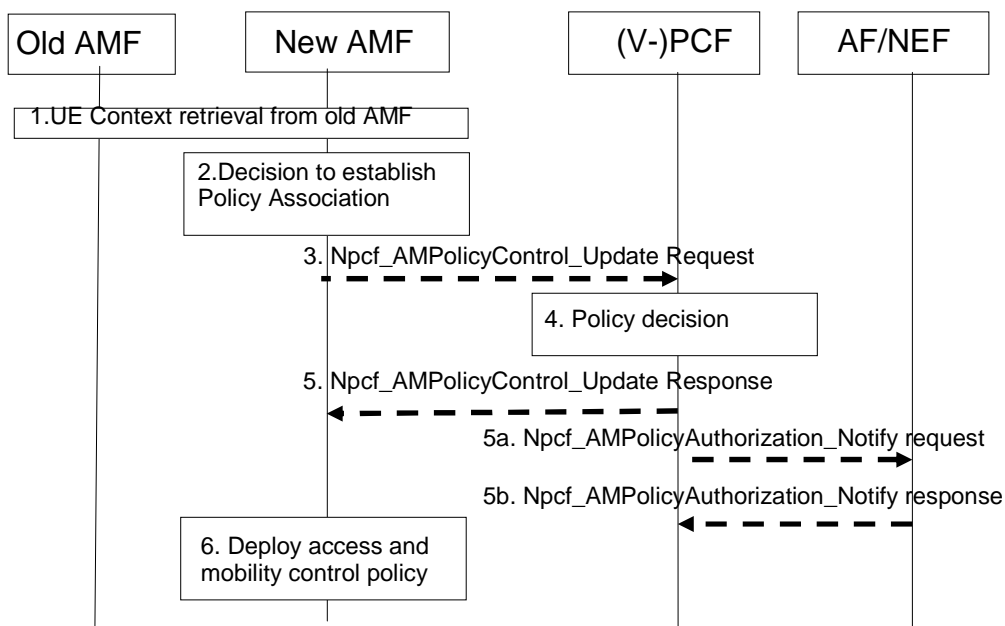 Old AMF
New AMF
(V-)PCF
AF/NEF
1.UE Context retrieval from old AMF
2.Decision to establish
Policy Association
3. Npcf_AMPolicyControl_Update Request
4. Policy decision
5. Npcf_AMPolicyControl_Update Response
5a. Npcf_AMPolicyAuthorization_Notify request
5b. Npcf_AMPolicyAuthorization_Notify response
6. Deploy access and
mobility control policy